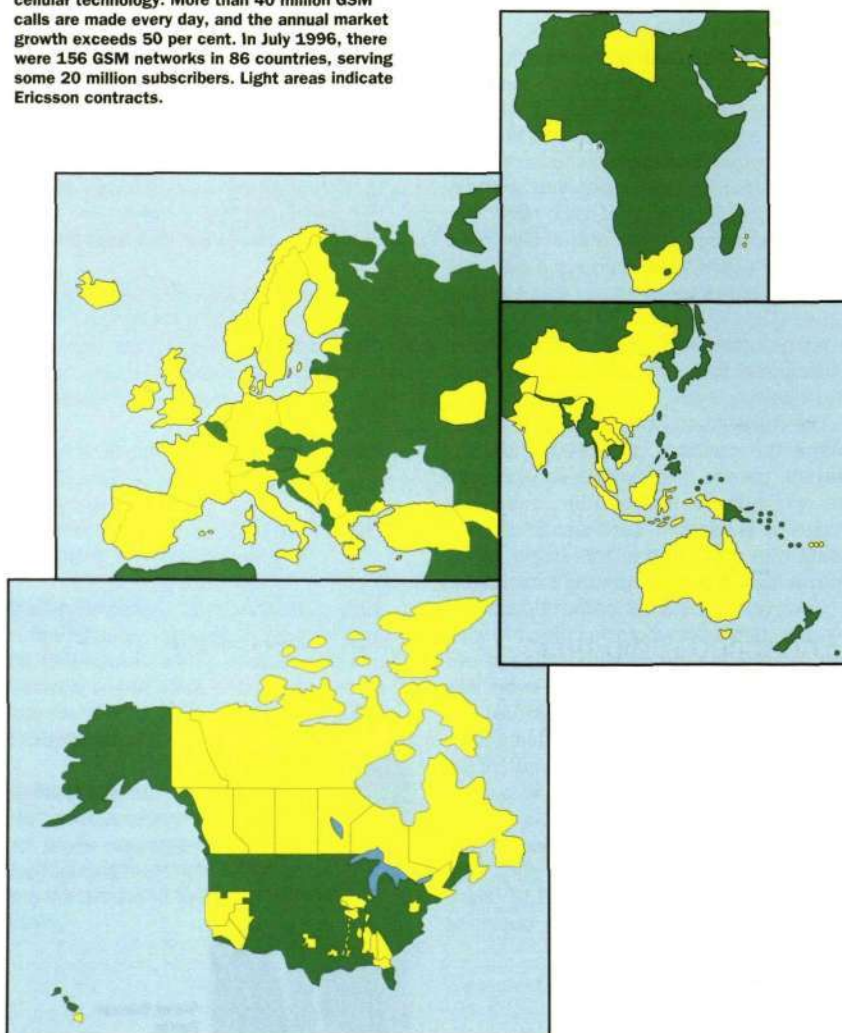 cellular technology. More than 40 million GSM
calls are made every day, and the annual market
growth exceeds 50 per cent. In July 1996, there
were 156 GSM networks in 86 countries, serving
some 20 million subscribers. Light areas indicate
Ericsson contracts.